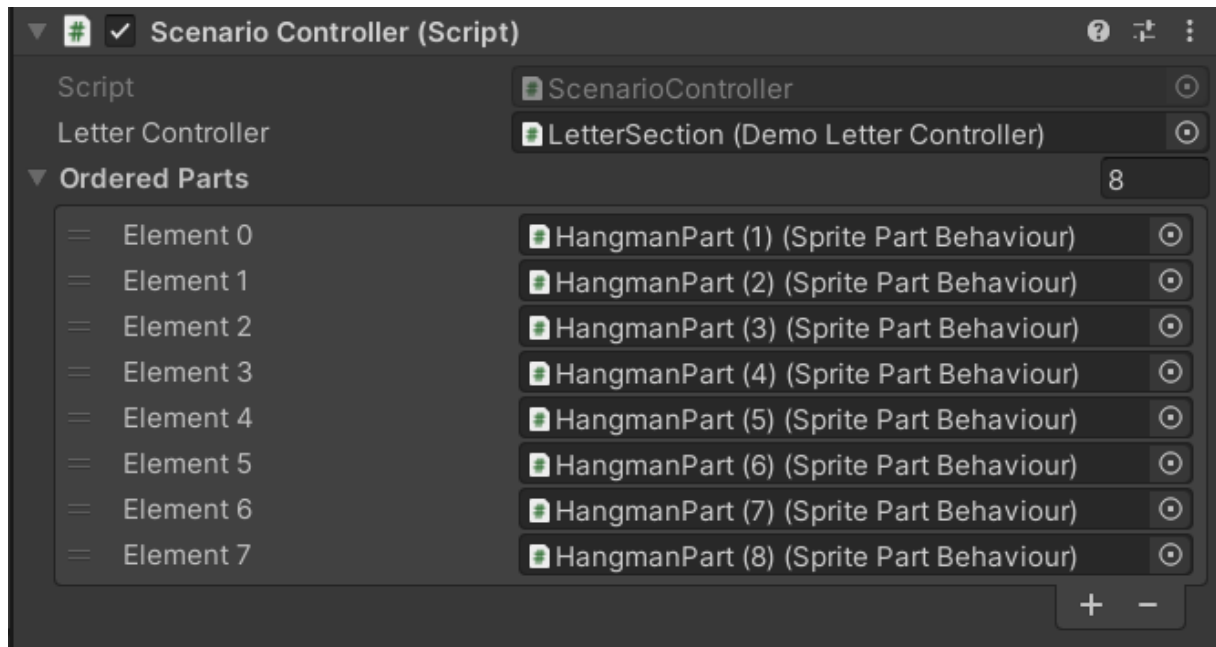 Scenario Controller (Script)
Script ScenarioController
Letter Controller LetterSection (Demo Letter Controller)
Ordered Parts 8
Element 0 HangmanPart (1) (Sprite Part Behaviour)
Element 1 HangmanPart (2) (Sprite Part Behaviour)
Element 2 HangmanPart (3) (Sprite Part Behaviour)
Element 3 HangmanPart (4) (Sprite Part Behaviour)
Element 4 HangmanPart (5) (Sprite Part Behaviour)
Element 5 HangmanPart (6) (Sprite Part Behaviour)
Element 6 HangmanPart (7) (Sprite Part Behaviour)
Element 7 HangmanPart (8) (Sprite Part Behaviour)